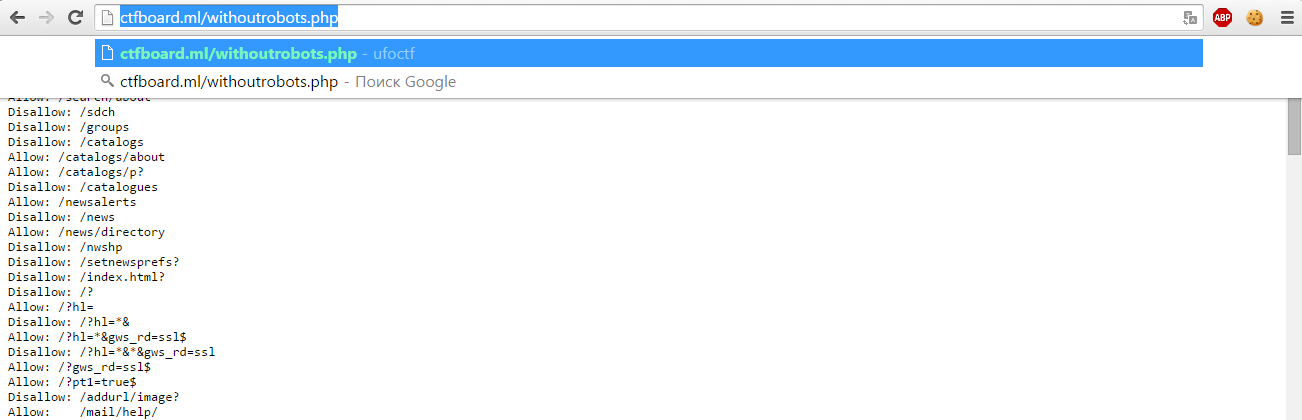 ctfboard.ml/withoutrobots.php
ABP
ctfboard.ml/withoutrobots.php - ufoctf
ctfboard.ml/withoutrobots.php - Поиск Google
Allow: /search/about
Disallow: /sdch
Disallow: /groups
Disallow: /catalogs
Allow: /catalogs/about
Allow: /catalogs/p?
Disallow: /catalogues
Allow: /newsalerts
Disallow: /news
Allow: /news/directory
Disallow: /nwshp
Disallow: /setnewsprefs?
Disallow: /index.html?
Disallow: /?
Allow: /?hl=
Disallow: /?hl=*&
Allow: /?hl=*&gws_rd=ssl$
Disallow: /?hl=*&*&gws_rd=ssl
Allow: /?gws_rd=ssl$
Allow: /?pt1=true$
Disallow: /addurl/image?
Allow:    /mail/help/